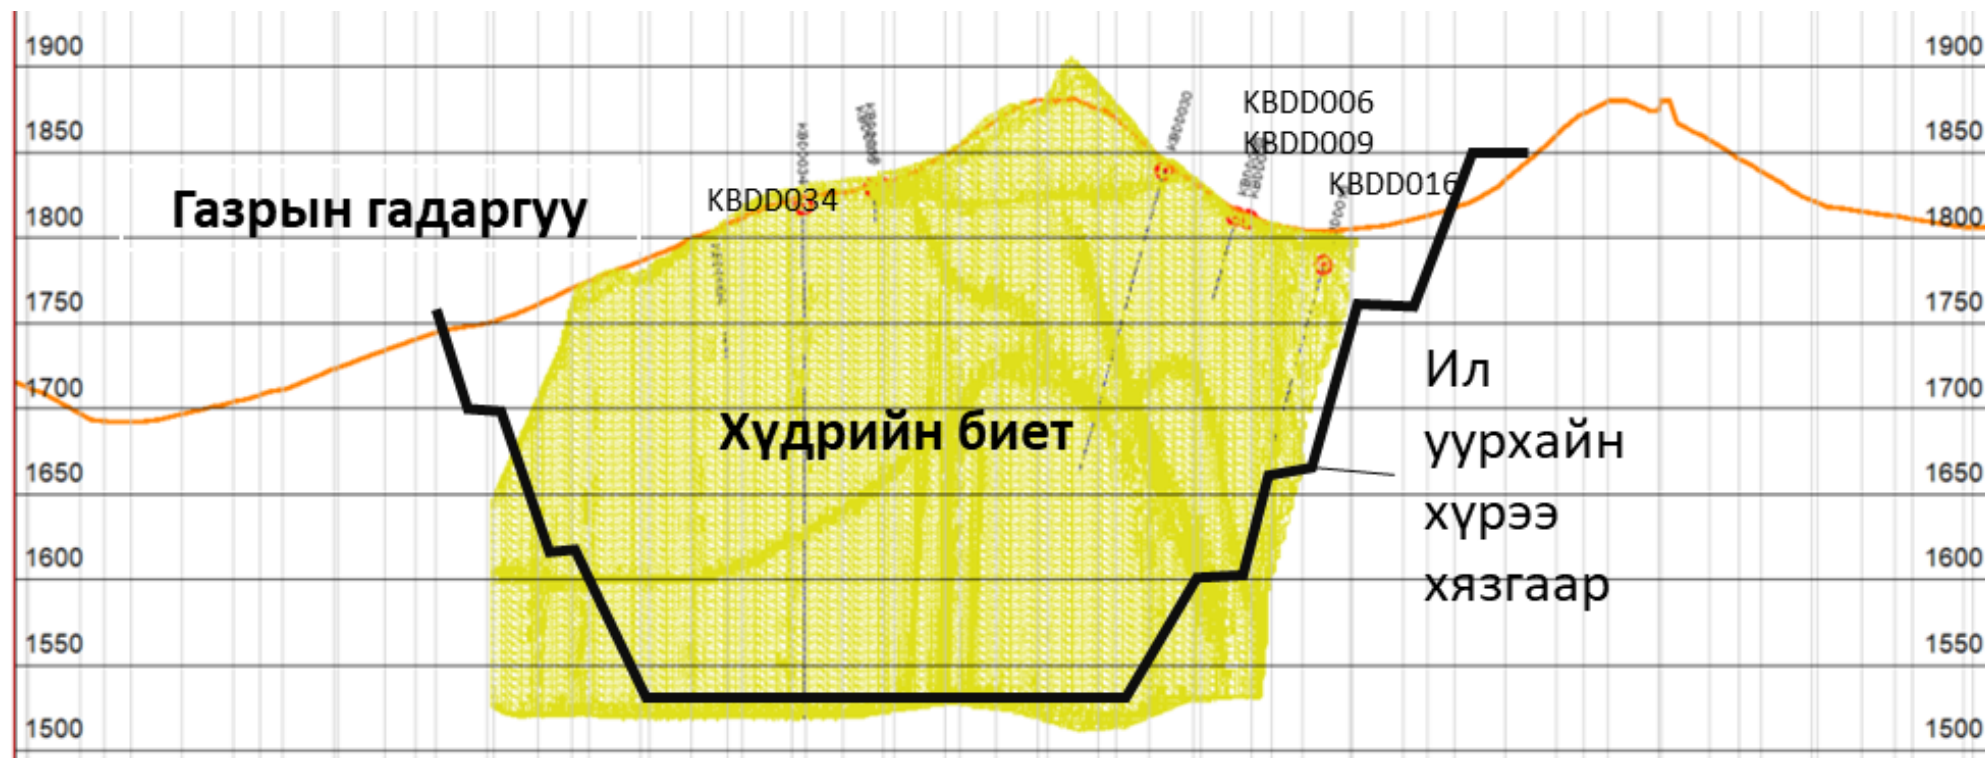 1900 1900
KBDD030
KBDD006
1850 1850
KBDD009
KBDD034
KBDD016
Газрын гадаргуу
1800 1800
1750 1750
Ил
1700 1700
Хүдрийн биет
уурхайн
1650 1650
хүрээ
1600 1600
хязгаар
1550 1550
1500 1500